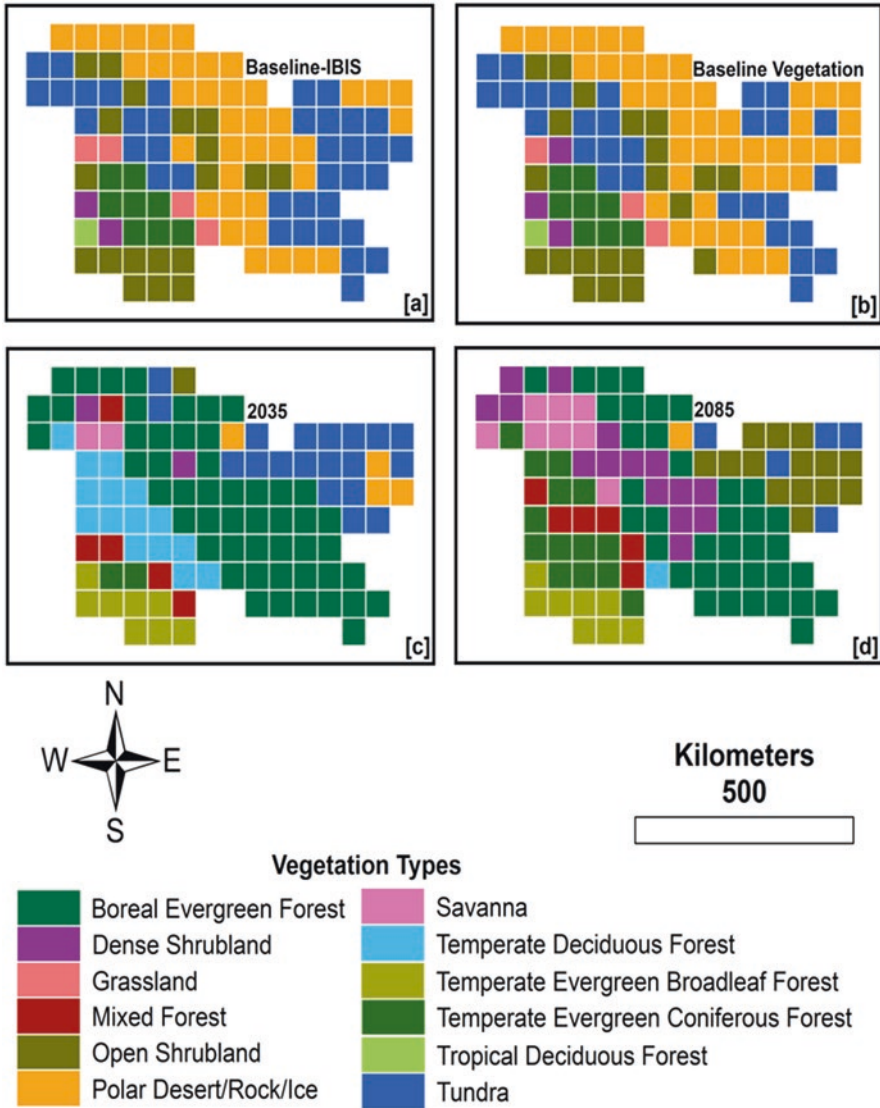 Baseline-IBIS
[a]
Baseline Vegetation
[b]
2035
[c]
2085
[d]
N
W E
S
Kilometers
500
Vegetation Types
Boreal Evergreen Forest
Dense Shrubland
Grassland
Mixed Forest
Open Shrubland
Polar Desert/Rock/Ice
Savanna
Temperate Deciduous Forest
Temperate Evergreen Broadleaf Forest
Temperate Evergreen Coniferous Forest
Tropical Deciduous Forest
Tundra